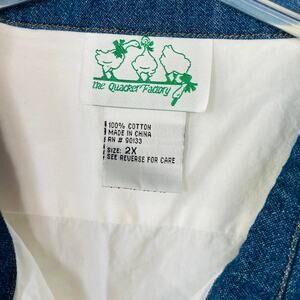 the Quacker Factory
100% COTTON
MADE IN CHINA
RN # 90133
SIZE: 2X
SEE REVERSE FOR CARE